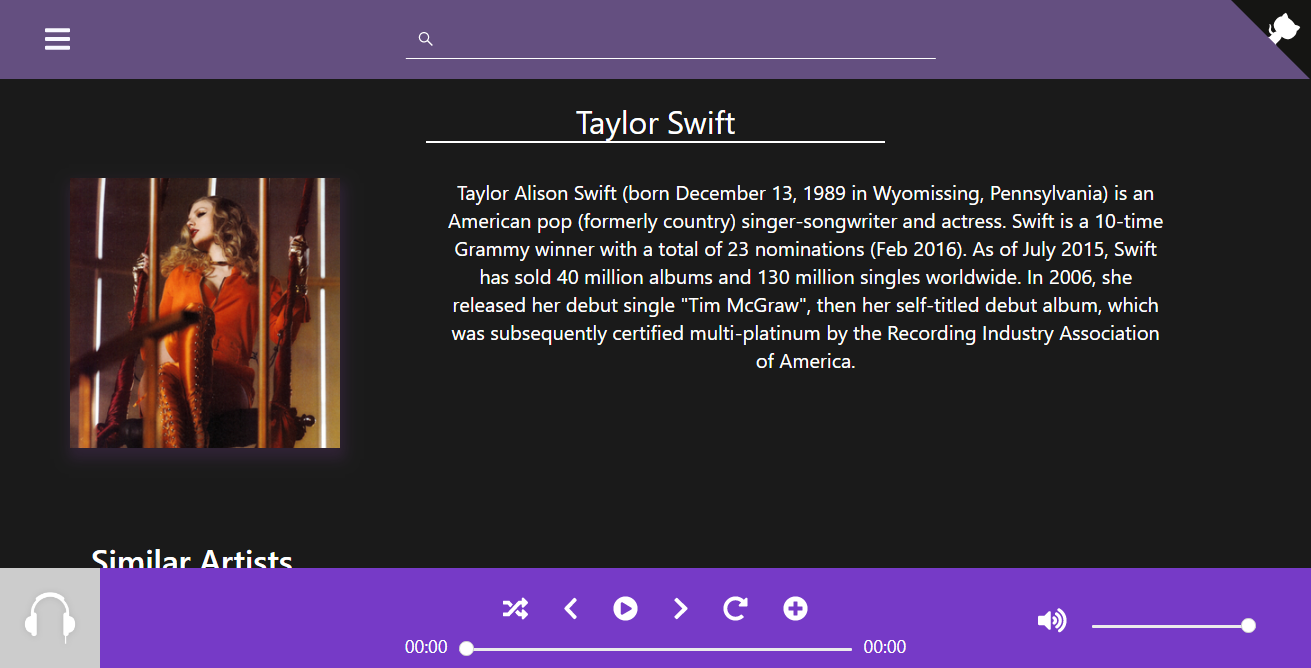 Taylor Swift
Taylor Alison Swift (born December 13, 1989 in Wyomissing, Pennsylvania) is an
American pop (formerly country) singer-songwriter and actress. Swift is a 10-time
Grammy winner with a total of 23 nominations (Feb 2016). As of July 2015, Swift
has sold 40 million albums and 130 million singles worldwide. In 2006, she
released her debut single "Tim McGraw", then her self-titled debut album, which
was subsequently certified multi-platinum by the Recording Industry Association
of America.
Similar Artists
00:00
00:00